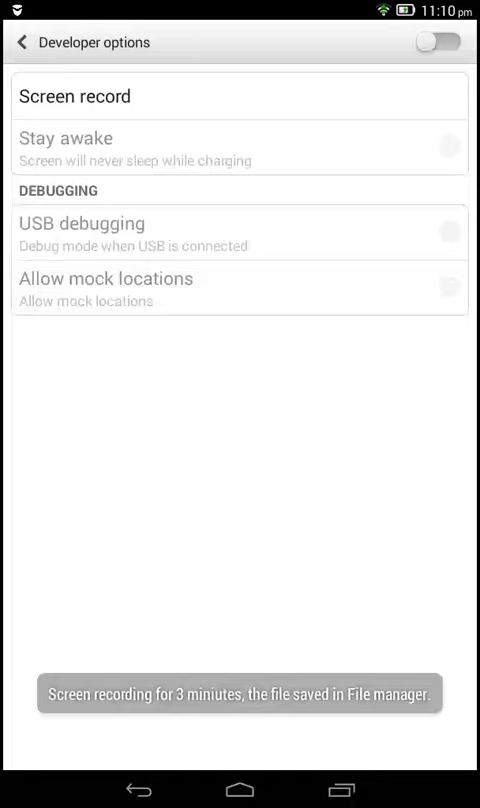 11:10 pm
Developer options
Screen record
Stay awake
Screen will never sleep while charging
DEBUGGING
USB debugging
Debug mode when USB is connected
Allow mock locations
Allow mock locations
Screen recording for 3 miniutes, the file saved in File manager.